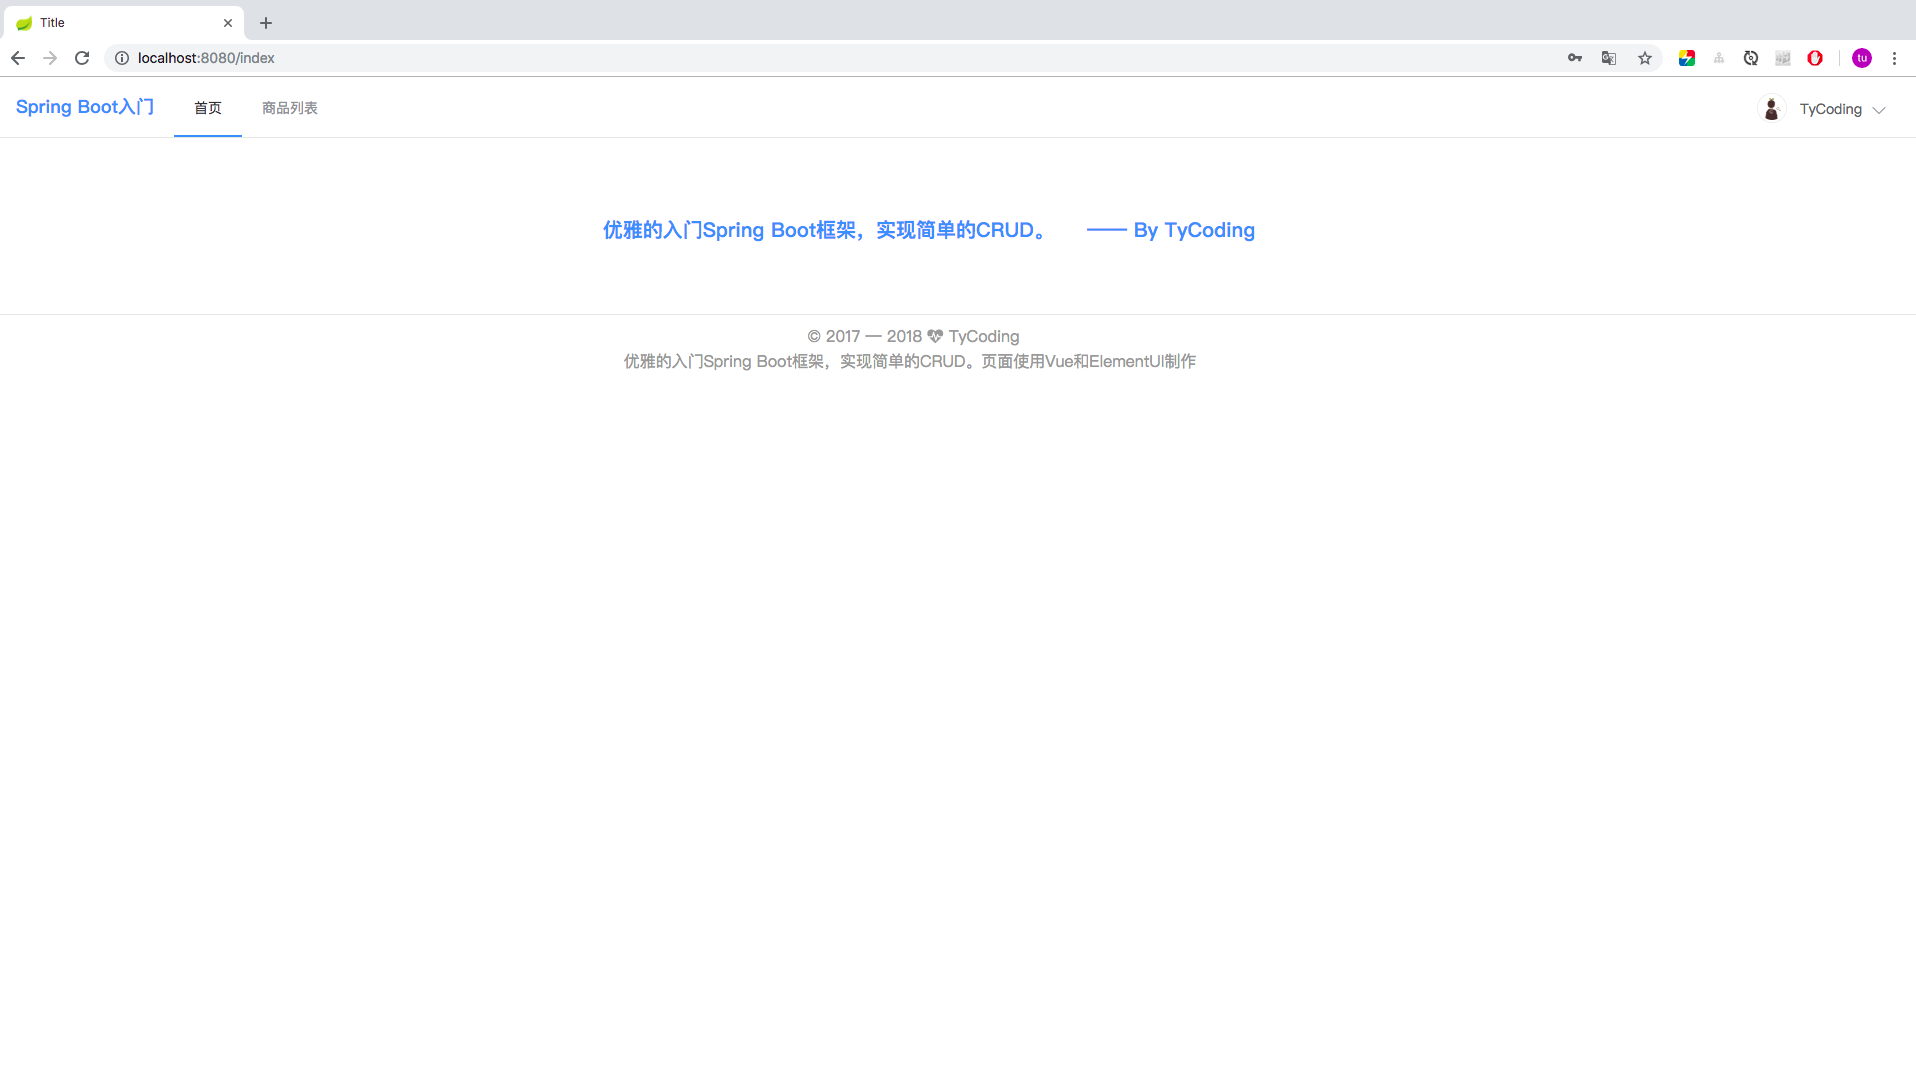 Title
localhost:8080/index
tu
Spring Boot入门
首页
商品列表
TyCoding
优雅的入门Spring Boot框架，实现简单的CRUD。 —— By TyCoding
© 2017 — 2018 TyCoding
优雅的入门Spring Boot框架，实现简单的CRUD。页面使用Vue和ElementUI制作